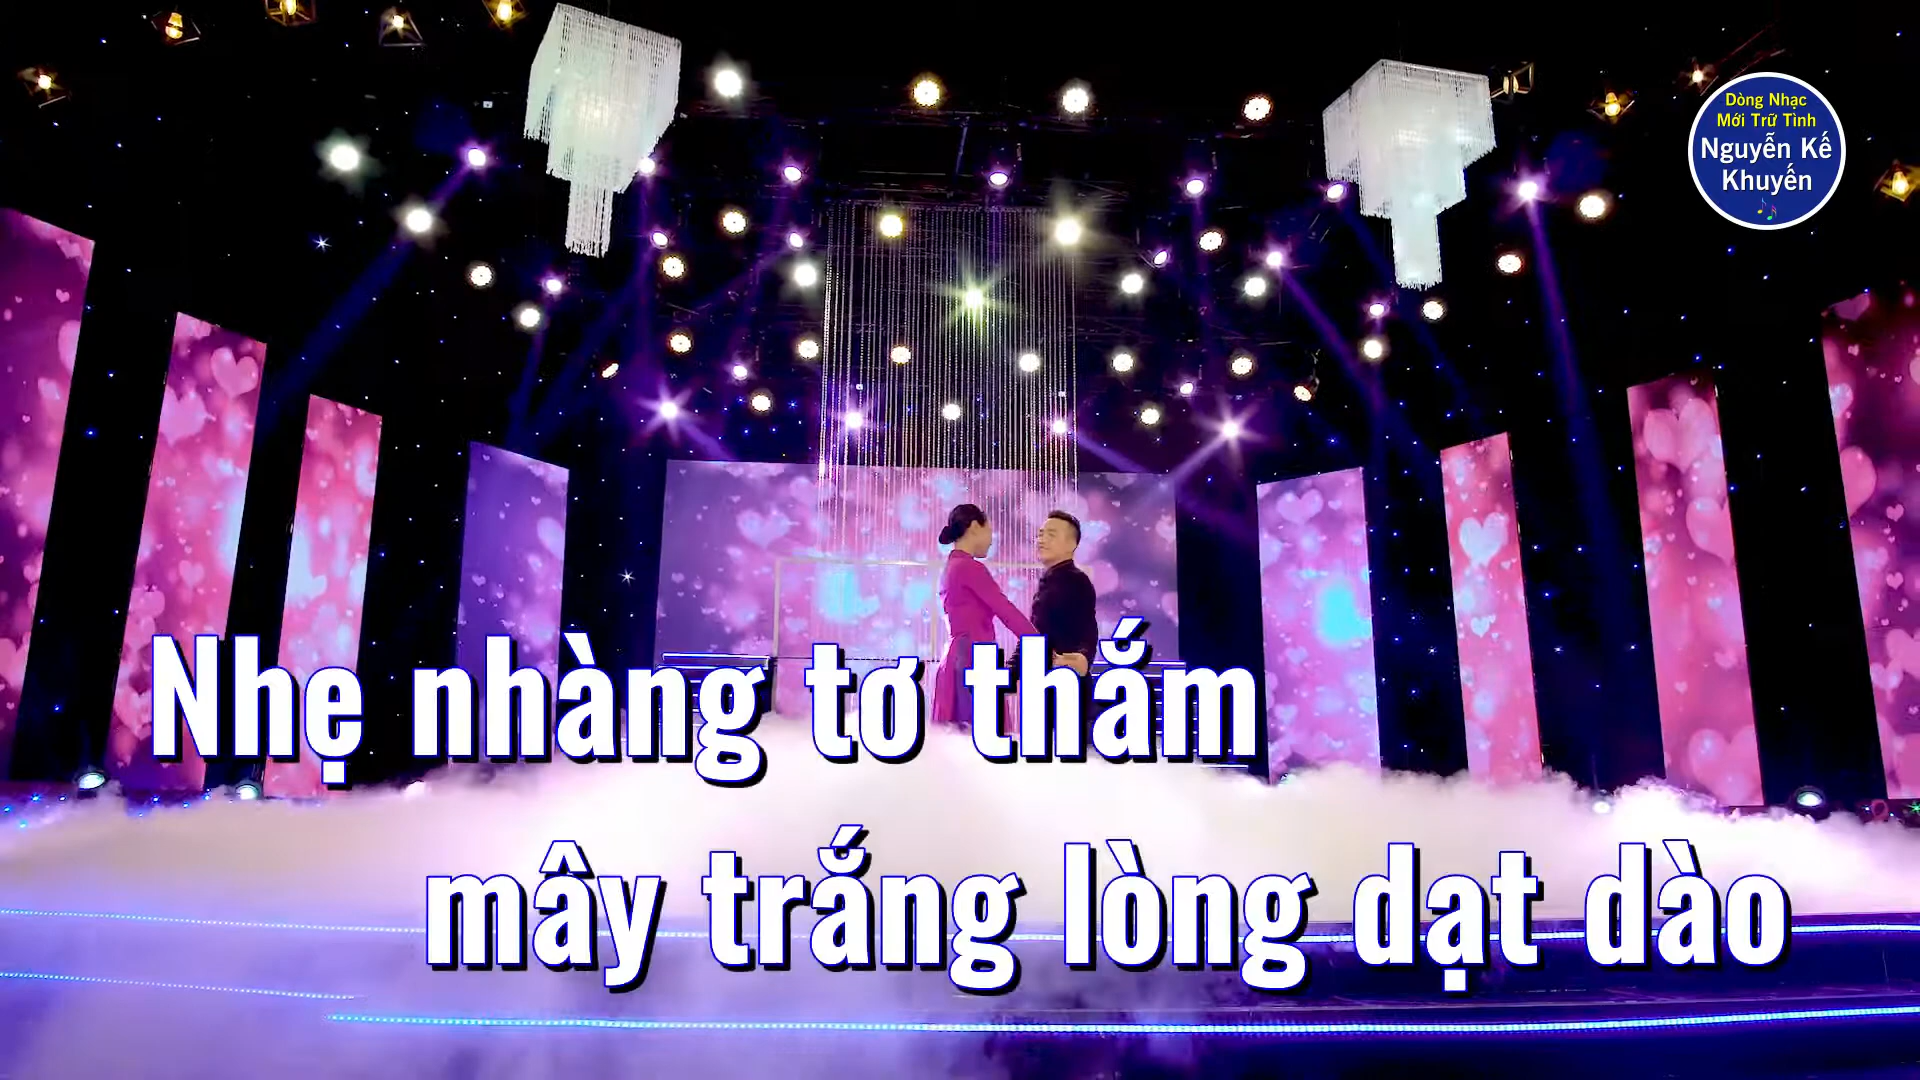 Dòng Nhạc
Mới Trữ Tình
Nguyễn Kế
Khuyến
Nhẹ nhàng tơ thắm
mây trắng lòng dạt dào